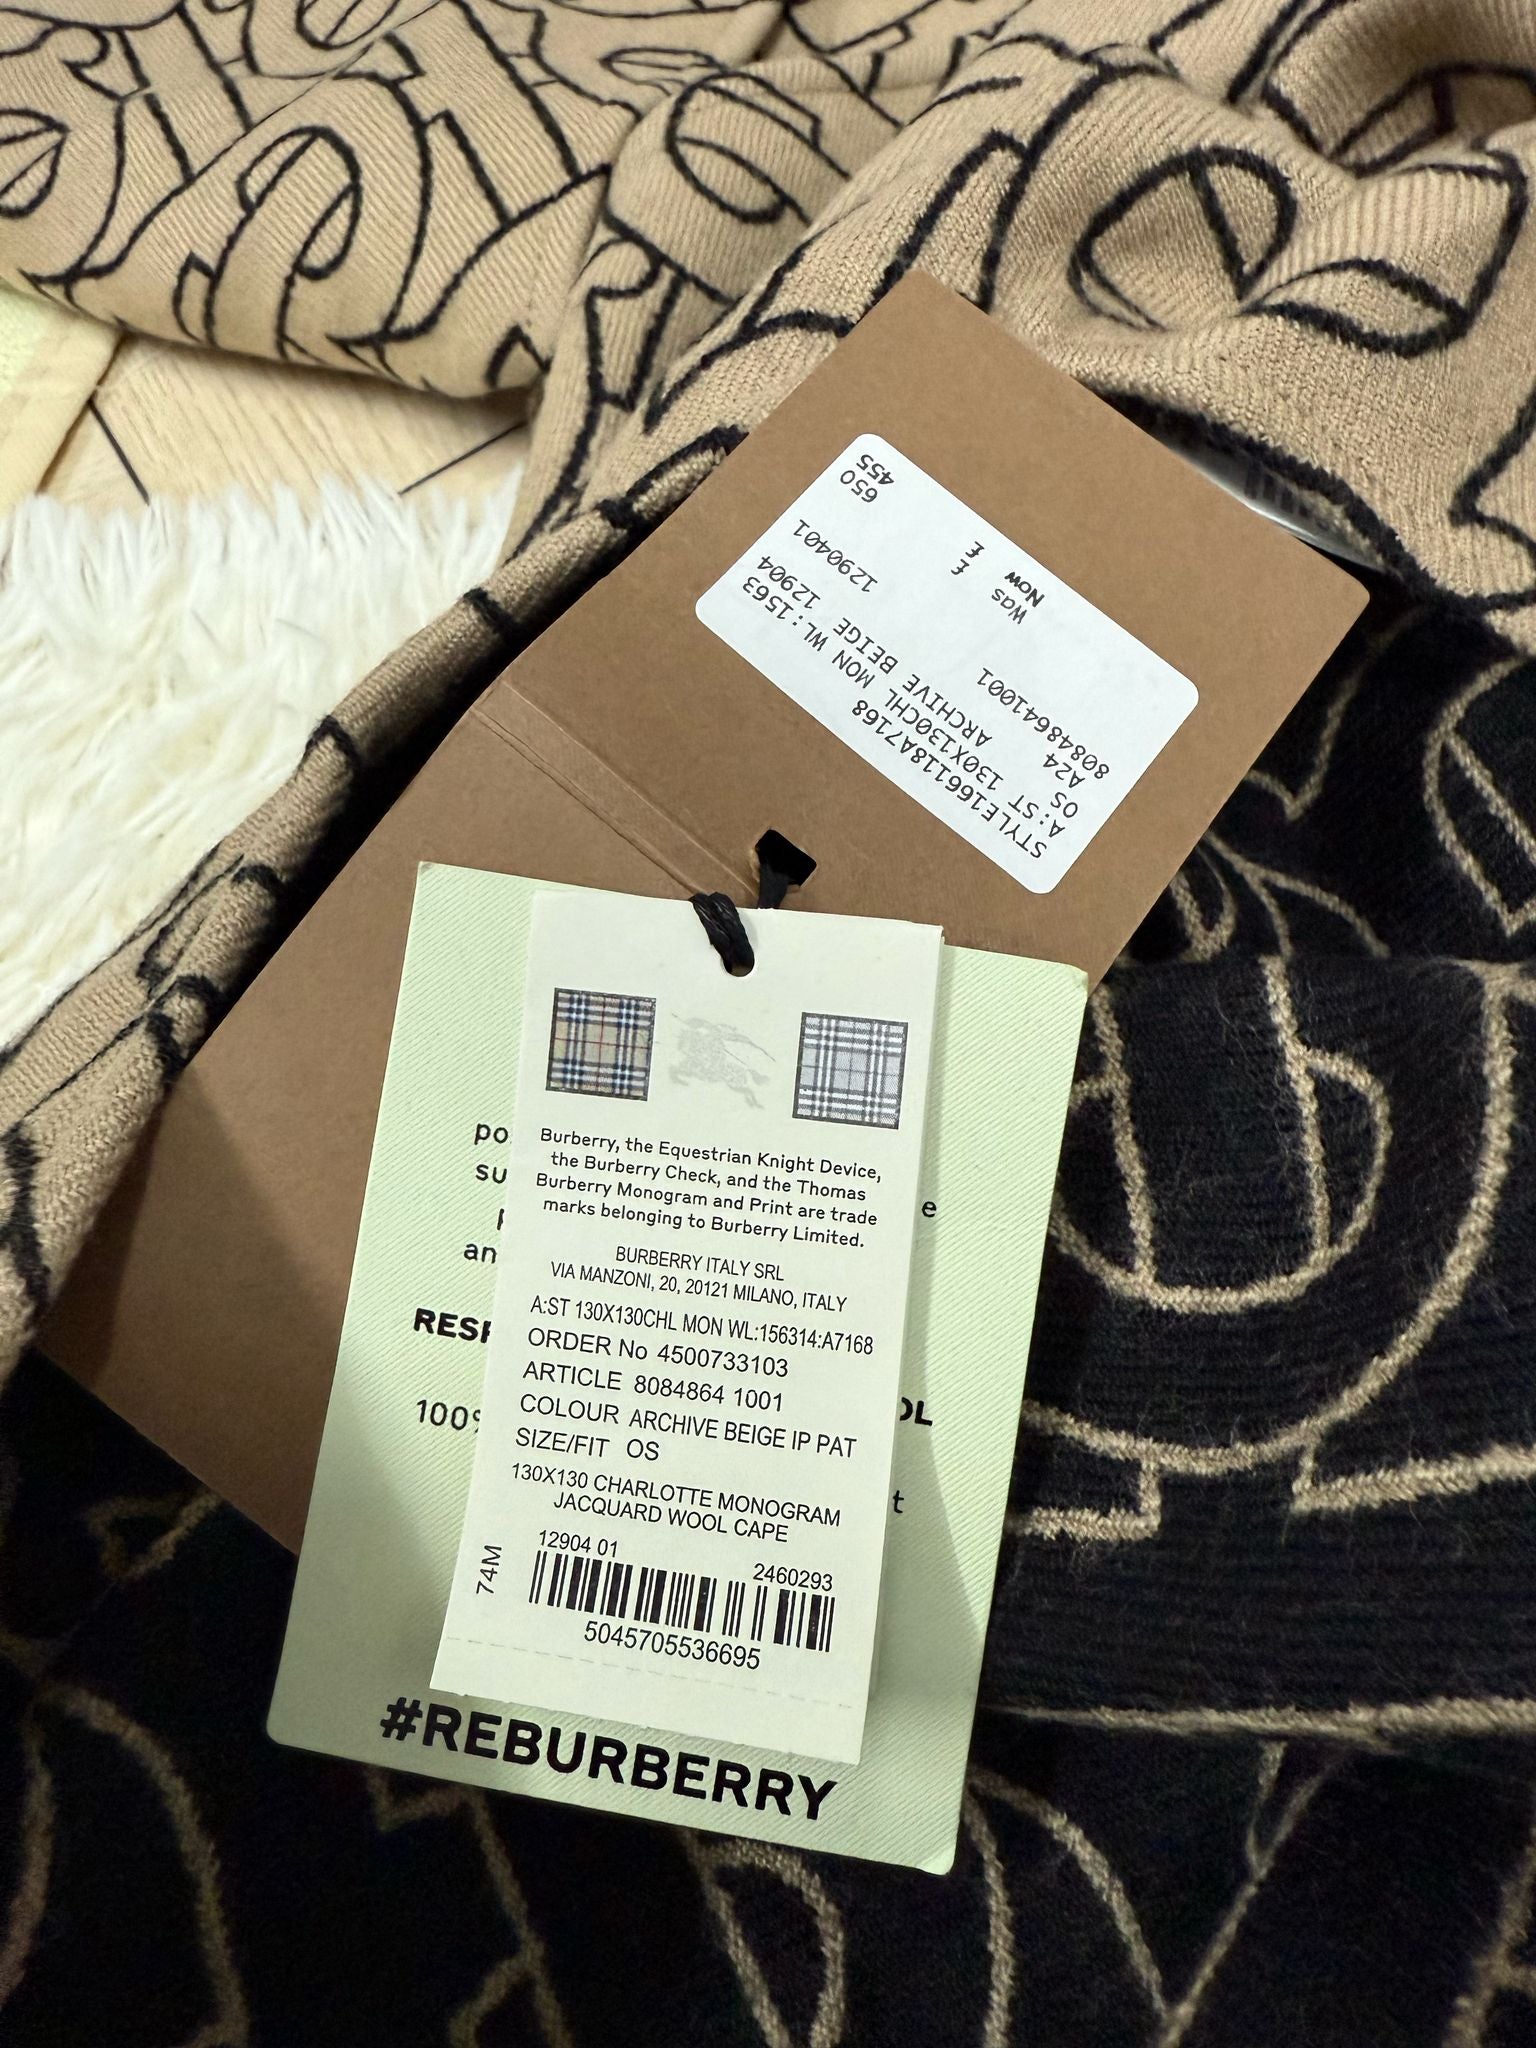 STYLE166118A7168
A:ST 130X130CHL MON WL:1563
OS ARCHIVE BEIGE 12904
A24
80848641001 1290401
Was £ 650
Now £ 455
Burberry, the Equestrian Knight Device,
the Burberry Check, and the Thomas
Burberry Monogram and Print are trade
marks belonging to Burberry Limited.
BURBERRY ITALY SRL
VIA MANZONI, 20, 20121 MILANO, ITALY
A:ST 130X130CHL MON WL:156314:A7168
ORDER No 4500733103
ARTICLE 8084864 1001
COLOUR ARCHIVE BEIGE IP PAT
SIZE/FIT OS
130X130 CHARLOTTE MONOGRAM
JACQUARD WOOL CAPE
12904 01 2460293
74M
5045705536695
#REBURBERRY